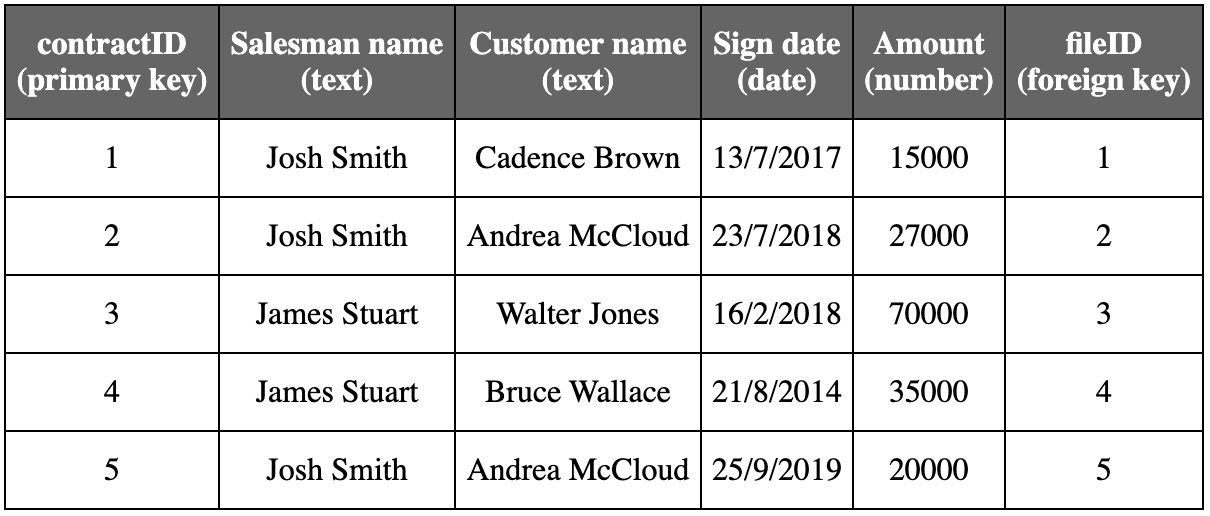 contractID (primary key) Salesman name (text) Customer name (text) Sign date (date) Amount (number) fileID (foreign key)
1 Josh Smith Cadence Brown 13/7/2017 15000 1
2 Josh Smith Andrea McCloud 23/7/2018 27000 2
3 James Stuart Walter Jones 16/2/2018 70000 3
4 James Stuart Bruce Wallace 21/8/2014 35000 4
5 Josh Smith Andrea McCloud 25/9/2019 20000 5